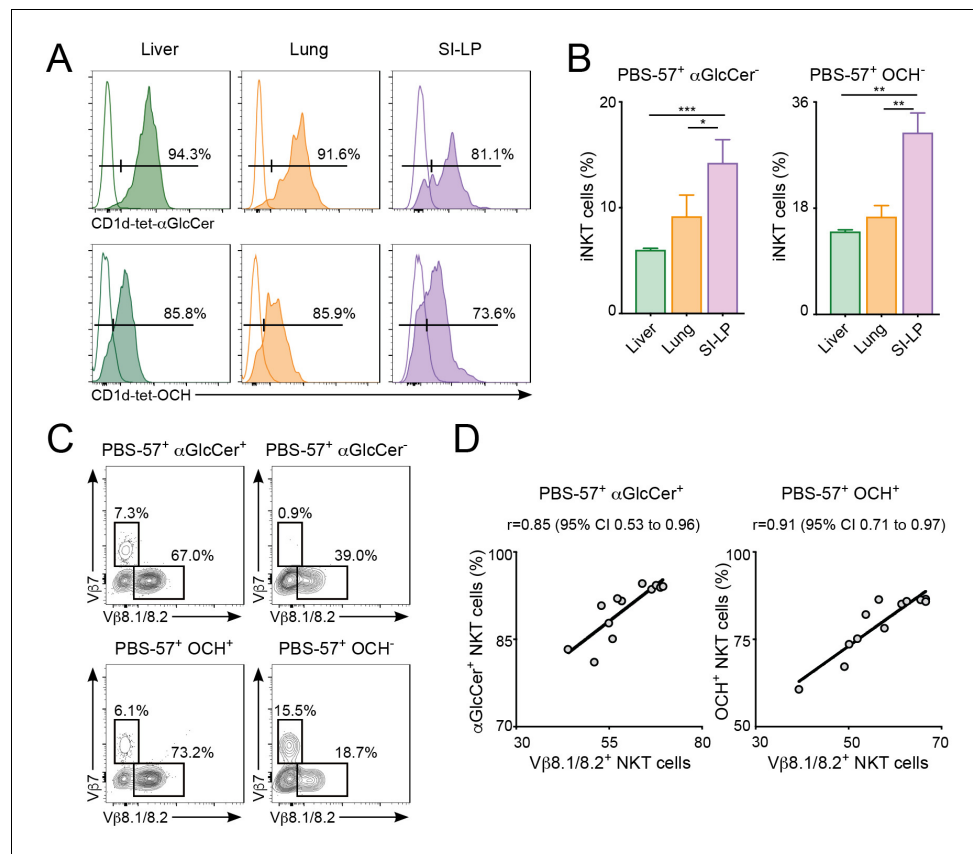 A
Liver
Lung
SI-LP
94.3%
91.6%
81.1%
CD1d-tet-αGlcCer
85.8%
85.9%
73.6%
CD1d-tet-OCH
B
PBS-57+ αGlcCer-
PBS-57+ OCH-
iNKT cells (%)
20
10
0
***
*
Liver
Lung
SI-LP
iNKT cells (%)
36
18
0
**
**
Liver
Lung
SI-LP
C
PBS-57+ αGlcCer+
PBS-57+ αGlcCer-
7.3%
67.0%
0.9%
39.0%
Vβ7
Vβ8.1/8.2
Vβ7
Vβ8.1/8.2
PBS-57+ OCH+
PBS-57+ OCH-
6.1%
73.2%
15.5%
18.7%
Vβ7
Vβ8.1/8.2
Vβ7
Vβ8.1/8.2
D
PBS-57+ αGlcCer+
r=0.85 (95% CI 0.53 to 0.96)
αGlcCer+ NKT cells (%)
100
85
70
30
55
80
Vβ8.1/8.2+ NKT cells
PBS-57+ OCH+
r=0.91 (95% CI 0.71 to 0.97)
OCH+ NKT cells (%)
100
75
50
30
50
70
Vβ8.1/8.2+ NKT cells